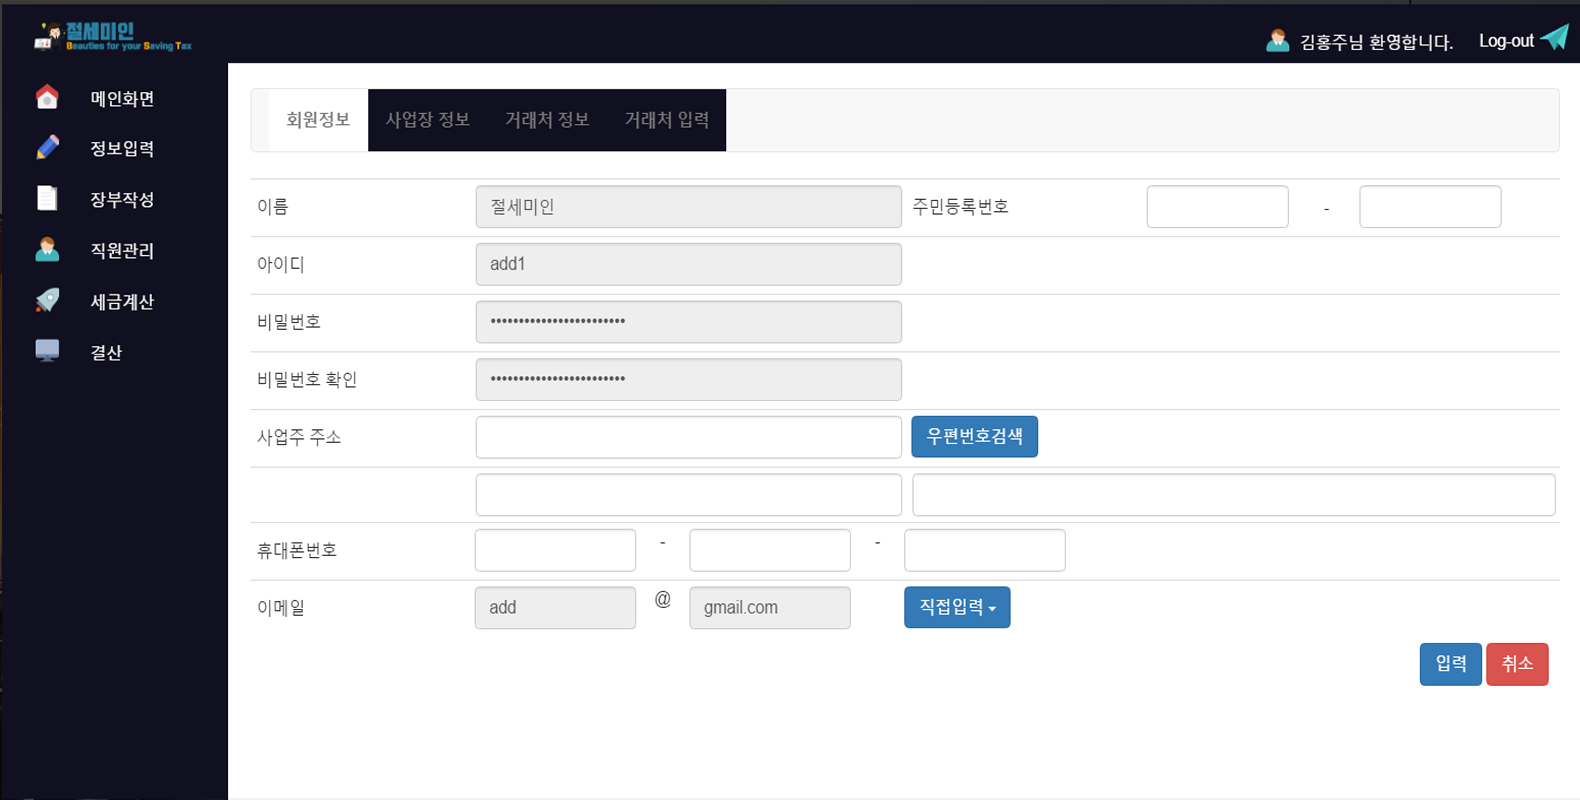 절세미인
Beauties for your Saving Tax
김홍주님 환영합니다. Log-out
메인화면
정보입력
장부작성
직원관리
세금계산
결산
회원정보 사업장 정보 거래처 정보 거래처 입력
이름 절세미인 주민등록번호 -
아이디 add1
비밀번호 ••••••••••••••••••••••••
비밀번호 확인 ••••••••••••••••••••••••
사업주 주소 우편번호검색
휴대폰번호 - -
이메일 add @ gmail.com 직접입력
입력 취소